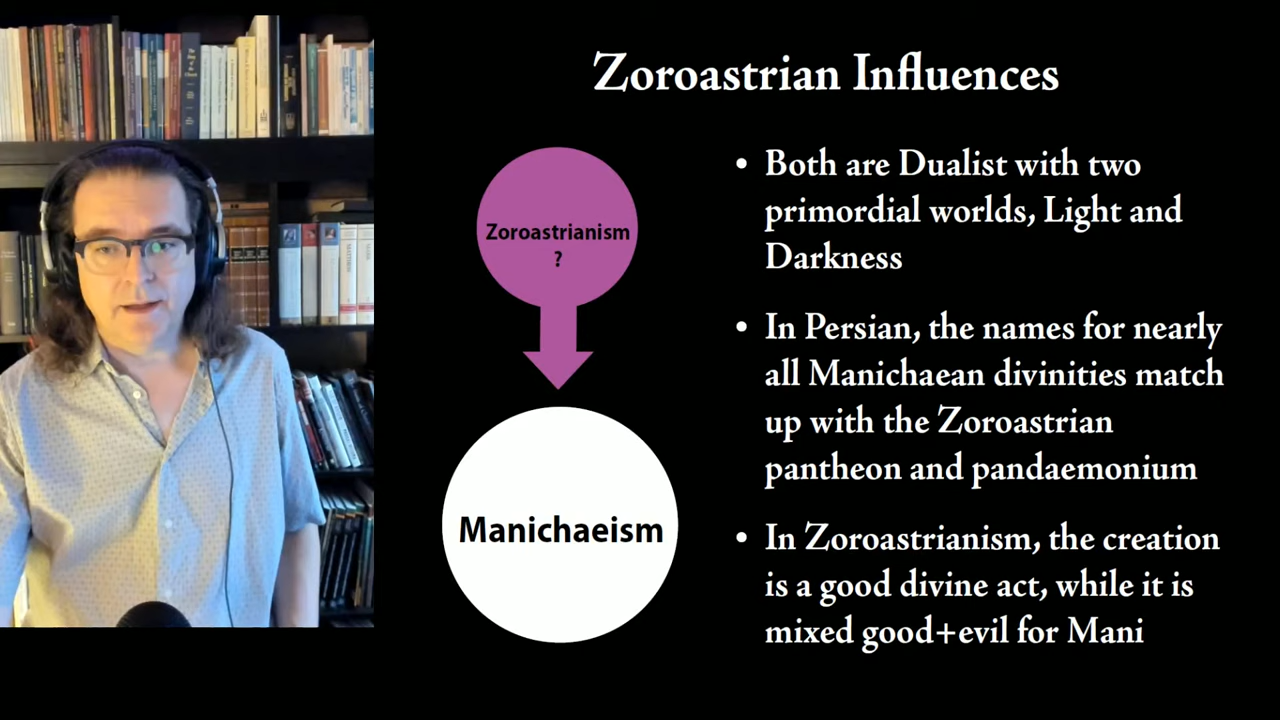 Zoroastrian Influences
Zoroastrianism
?
Manichaeism
• Both are Dualist with two
primordial worlds, Light and
Darkness
• In Persian, the names for nearly
all Manichaean divinities match
up with the Zoroastrian
pantheon and pandaemonium
• In Zoroastrianism, the creation
is a good divine act, while it is
mixed good+evil for Mani